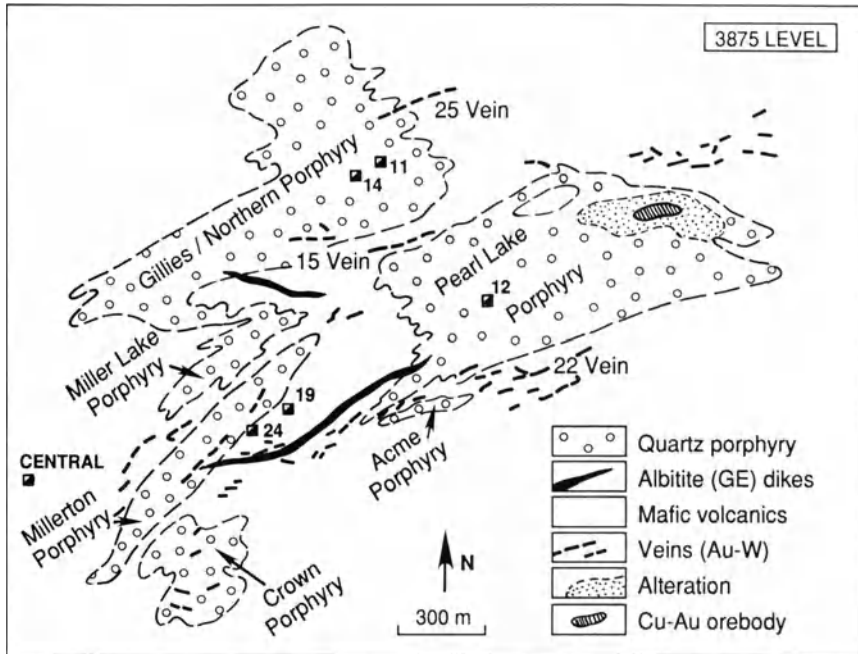 3875 LEVEL
25 Vein
11
14
Gillies / Northern Porphyry
15 Vein
Pearl Lake
Porphyry
12
Miller Lake
Porphyry
22 Vein
19
24
Acme
Porphyry
CENTRAL
Millerton
Porphyry
Crown
Porphyry
N
300 m
Quartz porphyry
Albitite (GE) dikes
Mafic volcanics
Veins (Au-W)
Alteration
Cu-Au orebody